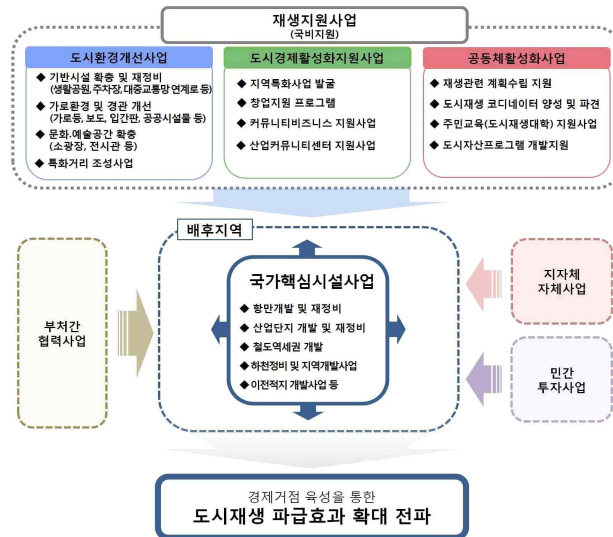 재생지원사업
(국비지원)
도시환경개선사업
◆ 기반시설 확충 및 재정비
(생활공원,주차장,대중교통망 연계로 등)
◆ 가로환경 및 경관 개선
(가로등, 보도, 입간판, 공공시설물 등)
◆ 문화.예술공간 확충
(소광장, 전시관 등)
◆ 특화거리 조성사업
도시경제활성화지원사업
◆ 지역특화사업 발굴
◆ 창업지원 프로그램
◆ 커뮤니티비즈니스 지원사업
◆ 산업커뮤니티센터 지원사업
공동체활성화사업
◆ 재생관련 계획수립 지원
◆ 도시재생 코디네이터 양성 및 파견
◆ 주민교육(도시재생대학) 지원사업
◆ 도시자산프로그램 개발지원
배후지역
부처간
협력사업
국가핵심시설사업
◆ 항만개발 및 재정비
◆ 산업단지 개발 및 재정비
◆ 철도역세권 개발
◆ 하천정비 및 지역개발사업
◆ 이전적지 개발사업 등
지자체
자체사업
민간
투자사업
경제거점 육성을 통한
도시재생 파급효과 확대 전파